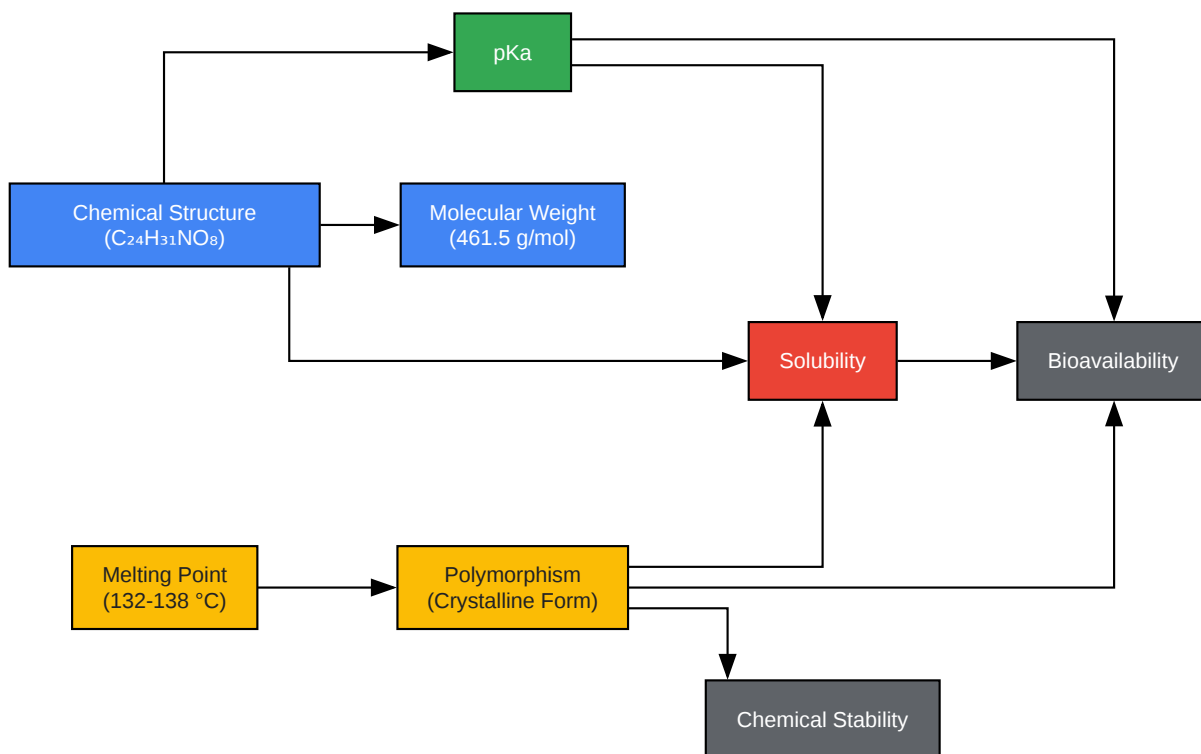 pKa
Chemical Structure
(C₂₄H₃₁NO₈)
Molecular Weight
(461.5 g/mol)
Solubility
Bioavailability
Melting Point
(132-138 °C)
Polymorphism
(Crystalline Form)
Chemical Stability